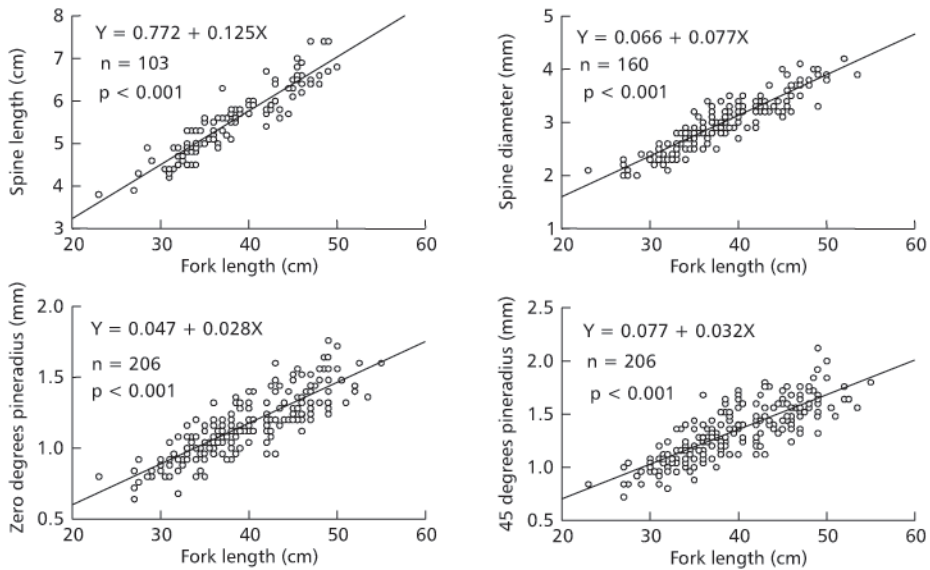 Spine length (cm)
8
7
6
5
4
3
Y = 0.772 + 0.125X
n = 103
p < 0.001
20 30 40 50 60
Fork length (cm)
Spine diameter (mm)
5
4
3
2
1
Y = 0.066 + 0.077X
n = 160
p < 0.001
20 30 40 50 60
Fork length (cm)
Zero degrees pineradius (mm)
2.0
1.5
1.0
0.5
Y = 0.047 + 0.028X
n = 206
p < 0.001
20 30 40 50 60
Fork length (cm)
45 degrees pineradius (mm)
2.5
2.0
1.5
1.0
0.5
Y = 0.077 + 0.032X
n = 206
p < 0.001
20 30 40 50 60
Fork length (cm)